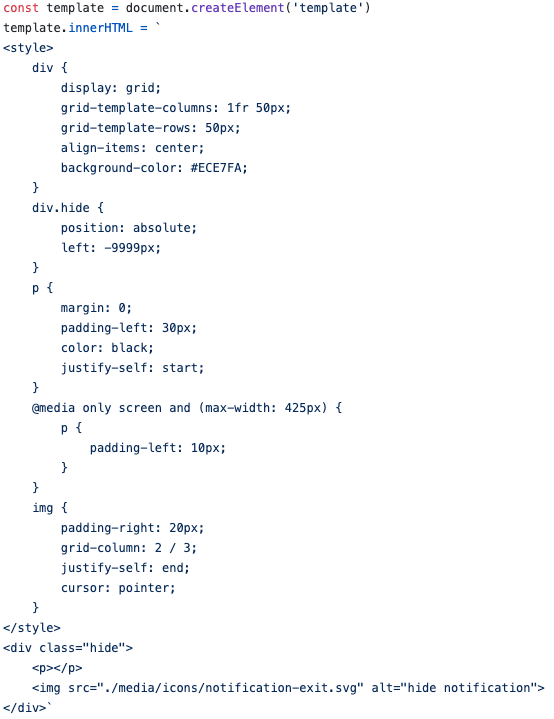 const template = document.createElement('template')
template.innerHTML = `
<style>
    div {
        display: grid;
        grid-template-columns: 1fr 50px;
        grid-template-rows: 50px;
        align-items: center;
        background-color: #ECE7FA;
    }
    div.hide {
        position: absolute;
        left: -9999px;
    }
    p {
        margin: 0;
        padding-left: 30px;
        color: black;
        justify-self: start;
    }
    @media only screen and (max-width: 425px) {
        p {
            padding-left: 10px;
        }
    }
    img {
        padding-right: 20px;
        grid-column: 2 / 3;
        justify-self: end;
        cursor: pointer;
    }
</style>
<div class="hide">
    <p></p>
    <img src="./media/icons/notification-exit.svg" alt="hide notification">
</div>`